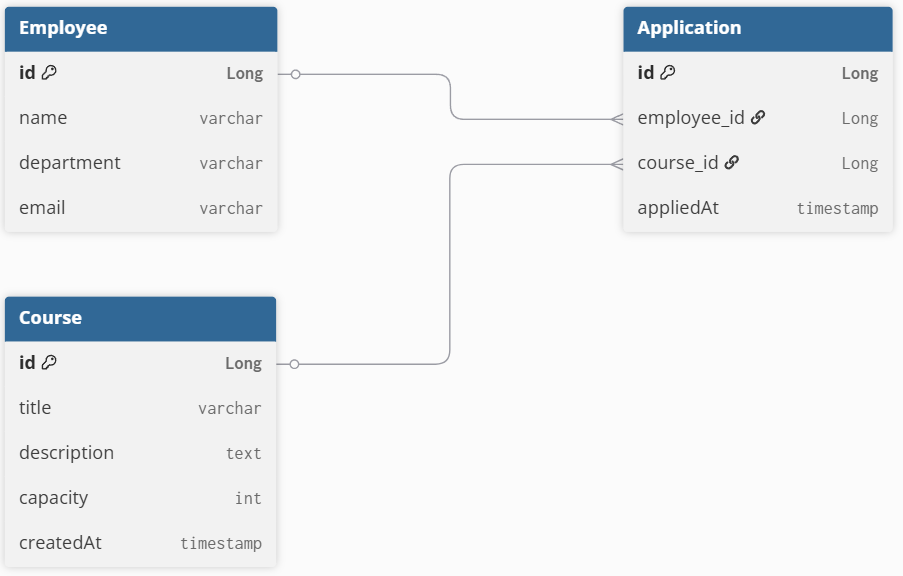 Employee
id Long
name varchar
department varchar
email varchar
Application
id Long
employee_id Long
course_id Long
appliedAt timestamp
Course
id Long
title varchar
description text
capacity int
createdAt timestamp